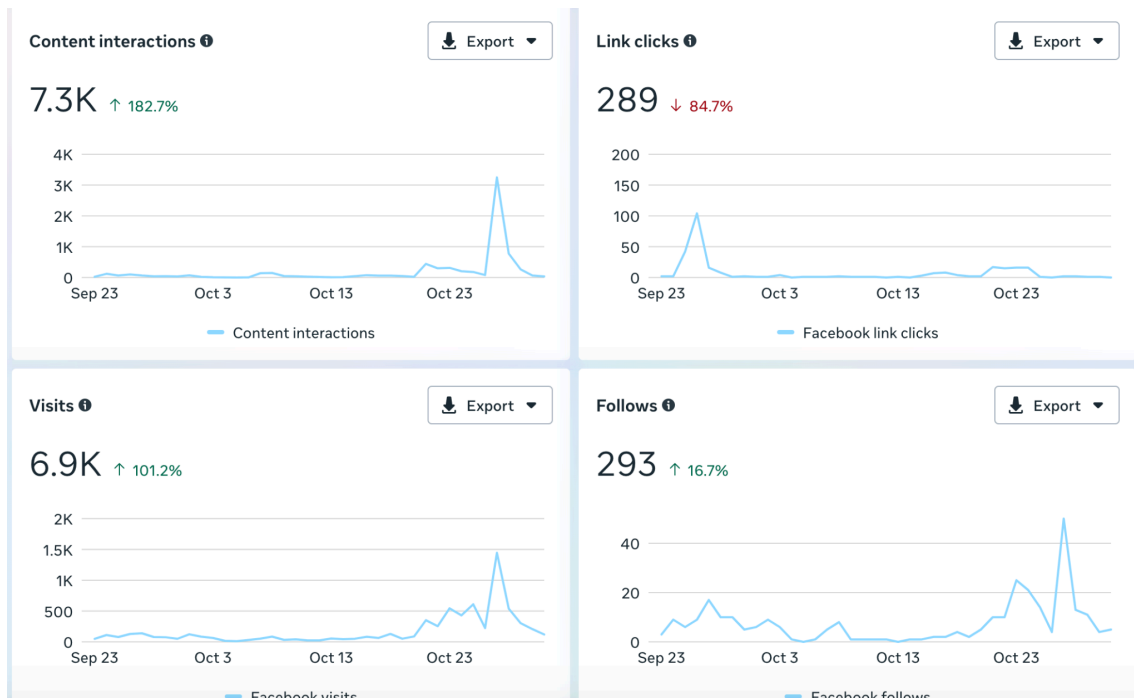 Content interactions
Export
7.3K ↑ 182.7%
4K
3K
2K
1K
0
Sep 23 Oct 3 Oct 13 Oct 23
Content interactions
Link clicks
Export
289 ↓ 84.7%
200
150
100
50
0
Sep 23 Oct 3 Oct 13 Oct 23
Facebook link clicks
Visits
Export
6.9K ↑ 101.2%
2K
1.5K
1K
500
0
Sep 23 Oct 3 Oct 13 Oct 23
Facebook visits
Follows
Export
293 ↑ 16.7%
40
20
0
Sep 23 Oct 3 Oct 13 Oct 23
Facebook follows